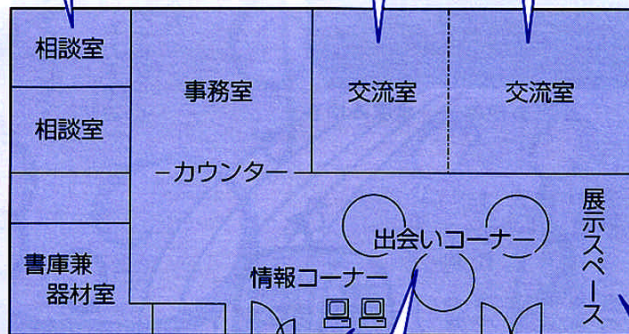 相談室
事務室
交流室
交流室
相談室
カウンター
展示スペース
出会いコーナー
書庫兼
器材室
情報コーナー